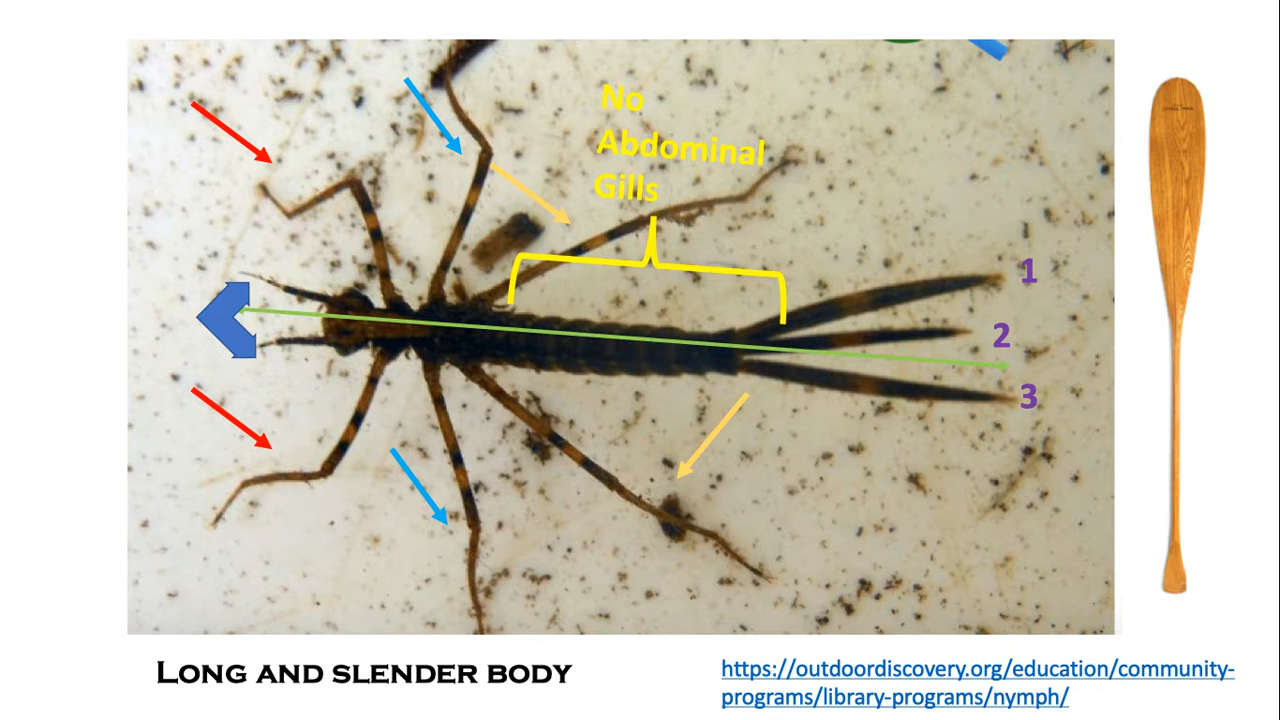 No
Abdominal
Gills
1
2
3
LONG AND SLENDER BODY
https://outdoordiscovery.org/education/community-
programs/library-programs/nymph/